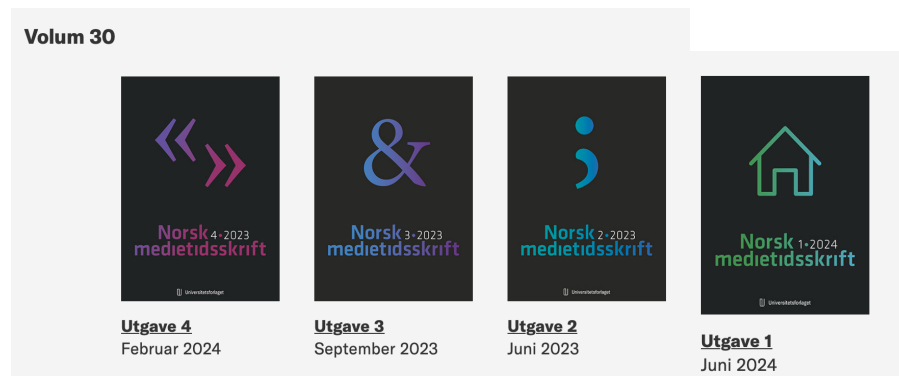 Volum 30
« »
Norsk 4•2023
medietidsskrift
Universitetsforlaget
Utgave 4
Februar 2024
&
Norsk 3•2023
medietidsskrift
Universitetsforlaget
Utgave 3
September 2023
;
Norsk 2•2023
medietidsskrift
Universitetsforlaget
Utgave 2
Juni 2023
Norsk 1•2024
medietidsskrift
Universitetsforlaget
Utgave 1
Juni 2024